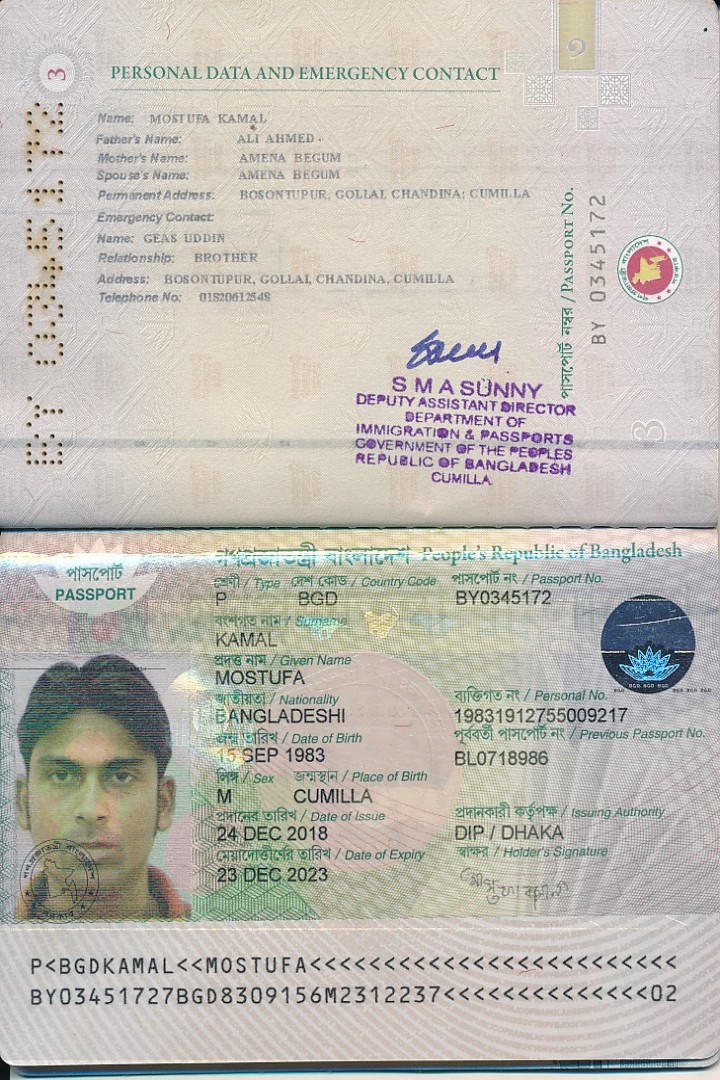 3
PERSONAL DATA AND EMERGENCY CONTACT
Name: MOSTUFA KAMAL
Father's Name: ALI AHMED
Mother's Name: AMENA BEGUM
Spouse's Name: AMENA BEGUM
Permanent Address: BOSONTUPUR, GOLLAI, CHANDINA; CUMILLA
Emergency Contact:
Name: GEAS UDDIN
Relationship: BROTHER
Address: BOSONTUPUR, GOLLAI, CHANDINA, CUMILLA
Telephone No: 01820612548
BY 0345172
পাসপোর্ট নম্বর / PASSPORT No.
BY 0345172
S M A SUNNY
DEPUTY ASSISTANT DIRECTOR
DEPARTMENT OF
IMMIGRATION & PASSPORTS
GOVERNMENT OF THE PEOPLES
REPUBLIC OF BANGLADESH
CUMILLA
3
গণপ্রজাতন্ত্রী বাংলাদেশ People's Republic of Bangladesh
পাসপোর্ট
PASSPORT
শ্রেণী / Type দেশ কোড / Country Code পাসপোর্ট নং / Passport No.
P BGD BY0345172
বংশগত নাম / Surname
KAMAL
প্রদত্ত নাম / Given Name
MOSTUFA
জাতীয়তা / Nationality ব্যক্তিগত নং / Personal No.
BANGLADESHI 19831912755009217
জন্ম তারিখ / Date of Birth পূর্ববর্তী পাসপোর্ট নং / Previous Passport No.
15 SEP 1983 BL0718986
লিঙ্গ / Sex জন্মস্থান / Place of Birth
M CUMILLA
প্রদানের তারিখ / Date of Issue প্রদানকারী কর্তৃপক্ষ / Issuing Authority
24 DEC 2018 DIP / DHAKA
মেয়াদোত্তীর্ণের তারিখ / Date of Expiry স্বাক্ষর / Holder's Signature
23 DEC 2023
P<BGDKAMAL<<MOSTUFA<<<<<<<<<<<<<<<<<<<<<<<<<
BY03451727BGD8309156M2312237<<<<<<<<<<<<<<02